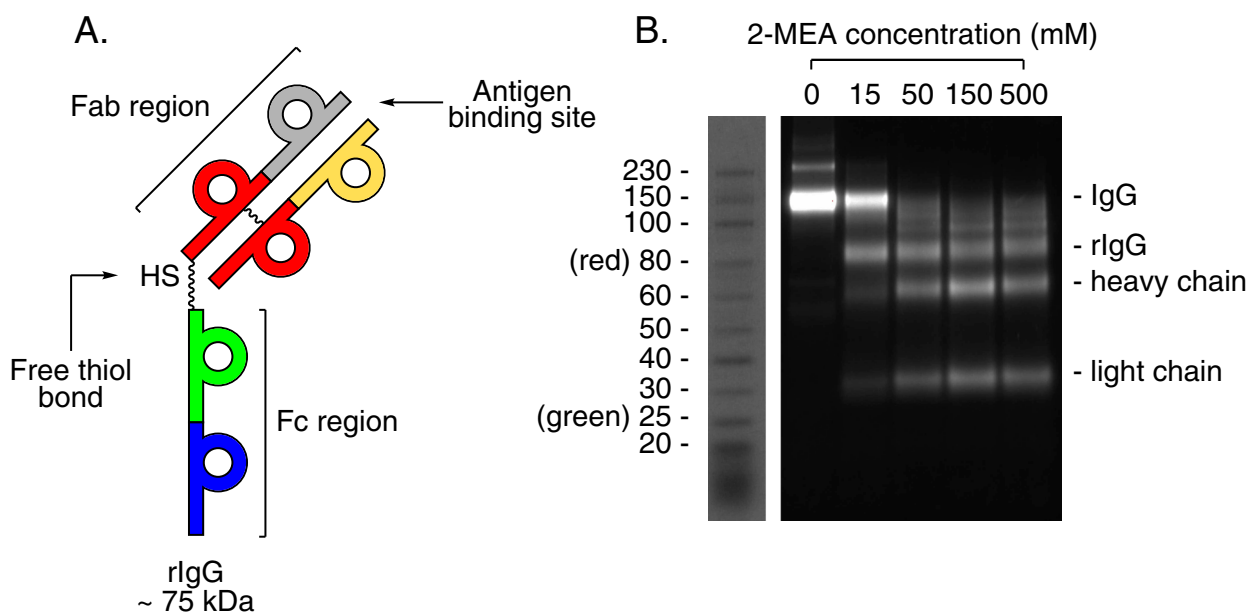 A.
Fab region
Antigen
binding site
HS
Free thiol
bond
Fc region
rIgG
~ 75 kDa
B.
2-MEA concentration (mM)
0 15 50 150 500
230 -
150 -
100 -
(red) 80 -
60 -
50 -
40 -
30 -
(green) 25 -
20 -
- IgG
- rIgG
- heavy chain
- light chain